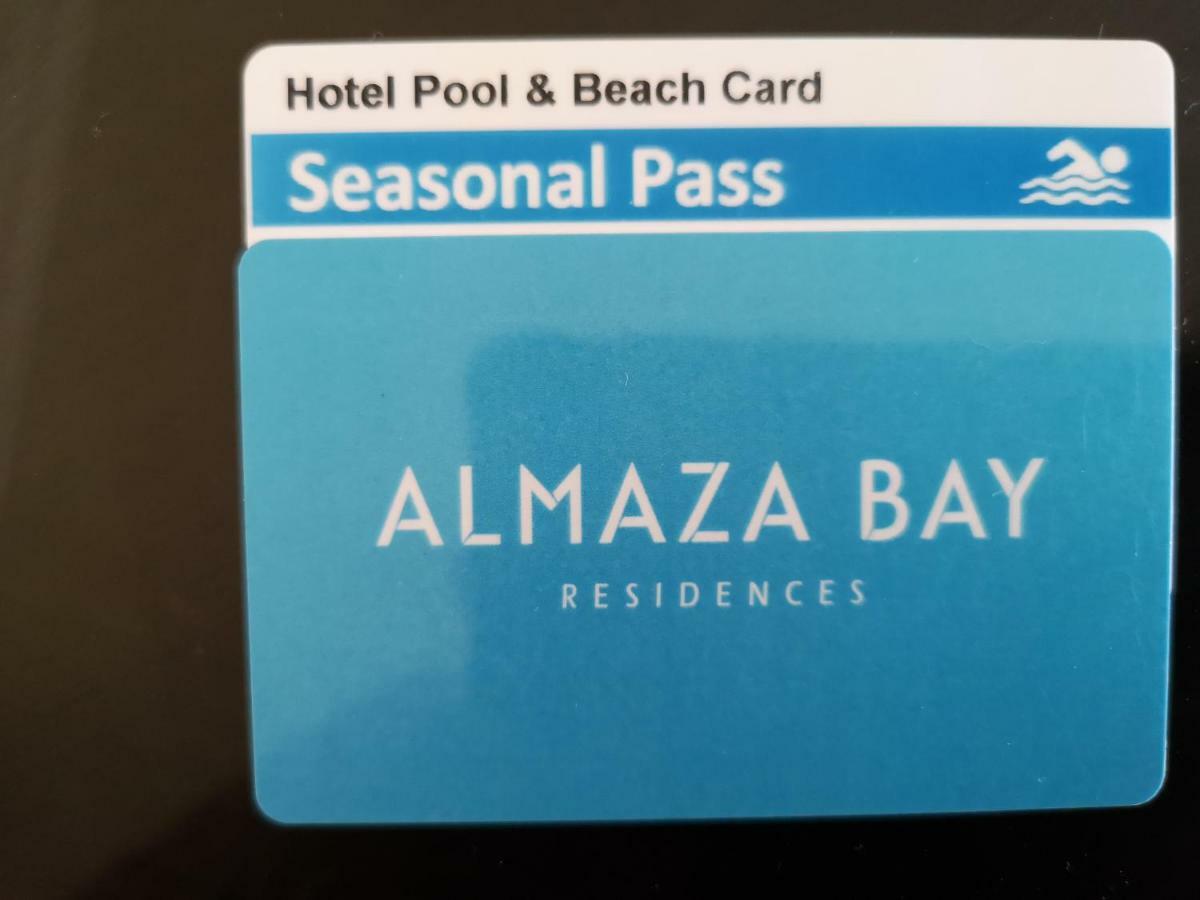 Hotel Pool & Beach Card
Seasonal Pass
ALMAZA BAY
RESIDENCES